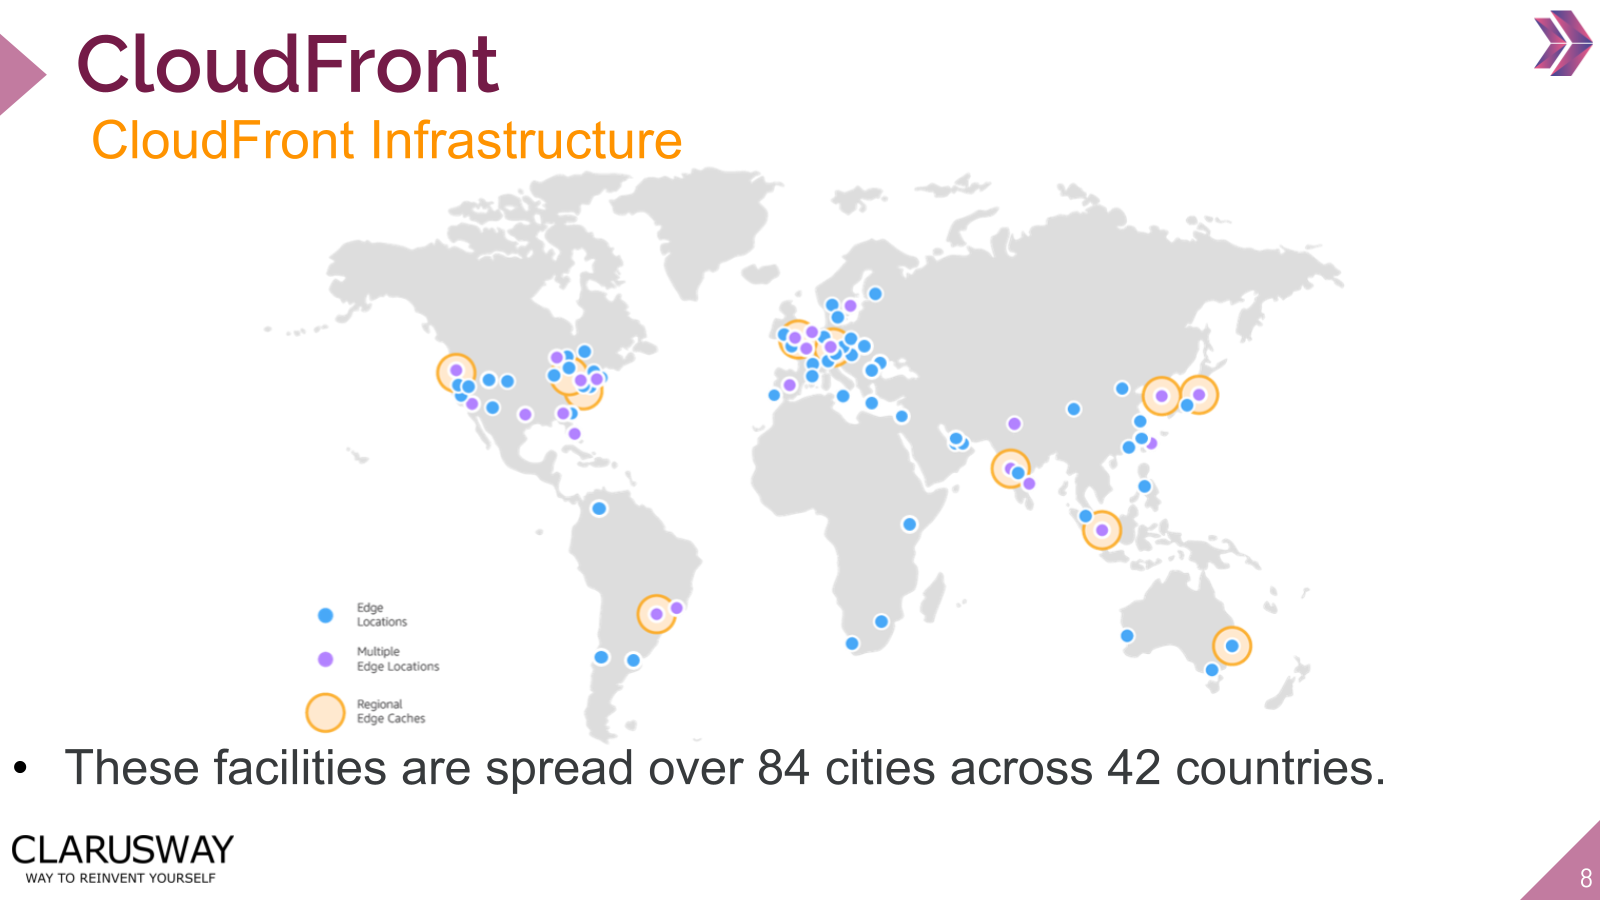 CloudFront
CloudFront Infrastructure
Edge
Locations
Multiple
Edge Locations
Regional
Edge Caches
• These facilities are spread over 84 cities across 42 countries.
CLARUSWAY
WAY TO REINVENT YOURSELF
8